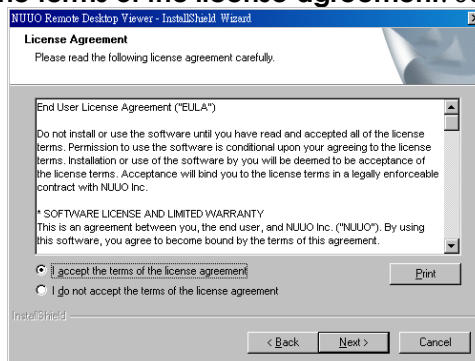 the terms of the license agreement.
NUUO Remote Desktop Viewer - InstallShield Wizard
License Agreement
Please read the following license agreement carefully.
End User License Agreement ("EULA")
Do not install or use the software until you have read and accepted all of the license
terms. Permission to use the software is conditional upon your agreeing to the license
terms. Installation or use of the software by you will be deemed to be acceptance of
the license terms. Acceptance will bind you to the license terms in a legally enforceable
contract with NUUO Inc.
* SOFTWARE LICENSE AND LIMITED WARRANTY
This is an agreement between you, the end user, and NUUO Inc. ("NUUO"). By using
this software, you agree to become bound by the terms of this agreement.
I accept the terms of the license agreement
Print
I do not accept the terms of the license agreement
InstallShield
< Back
Next >
Cancel